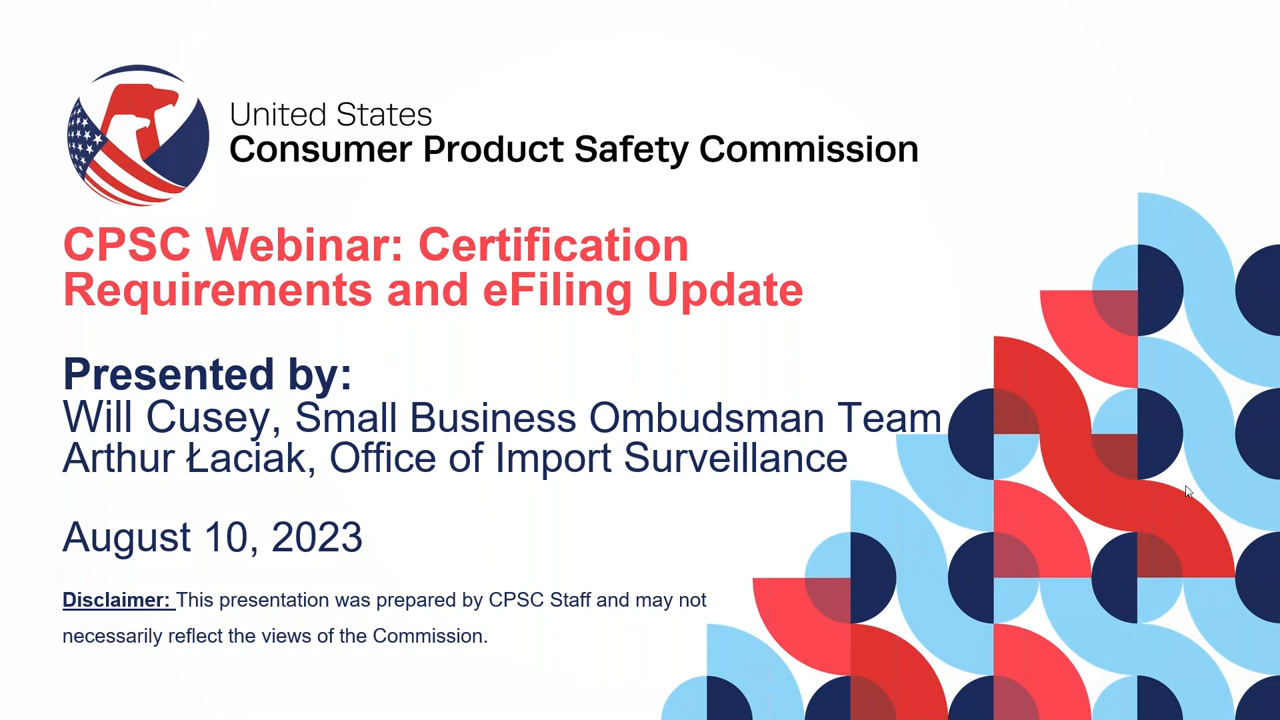 United States
Consumer Product Safety Commission
CPSC Webinar: Certification
Requirements and eFiling Update
Presented by:
Will Cusey, Small Business Ombudsman Team
Arthur Łaciak, Office of Import Surveillance
August 10, 2023
Disclaimer: This presentation was prepared by CPSC Staff and may not
necessarily reflect the views of the Commission.